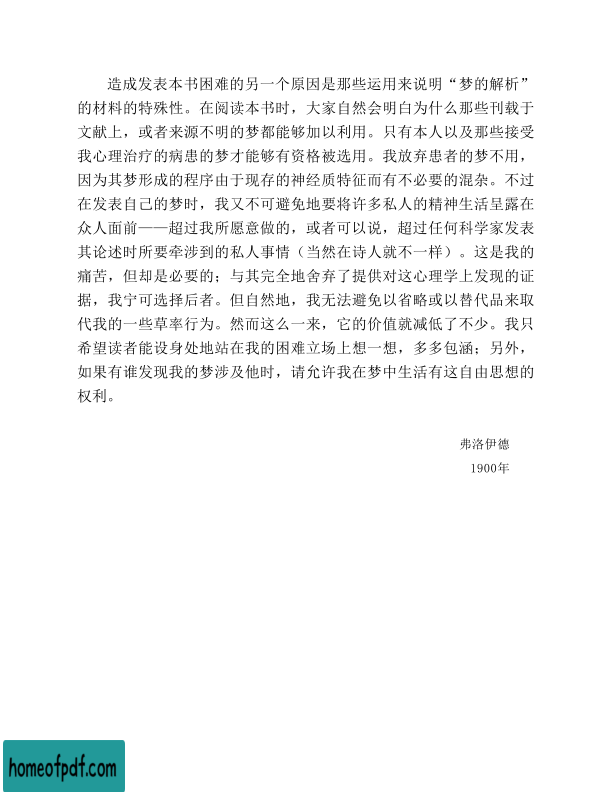 造成发表本书困难的另一个原因是那些运用来说明“梦的解析”
的材料的特殊性。在阅读本书时，大家自然会明白为什么那些刊载于
文献上，或者来源不明的梦都能够加以利用。只有本人以及那些接受
我心理治疗的病患的梦才能够有资格被选用。我放弃患者的梦不用，
因为其梦形成的程序由于现存的神经质特征而有不必要的混杂。不过
在发表自己的梦时，我又不可避免地要将许多私人的精神生活呈露在
众人面前——超过我所愿意做的，或者可以说，超过任何科学家发表
其论述时所要牵涉到的私人事情（当然在诗人就不一样）。这是我的
痛苦，但却是必要的；与其完全地舍弃了提供对这心理学上发现的证
据，我宁可选择后者。但自然地，我无法避免以省略或以替代品来取
代我的一些草率行为。然而这么一来，它的价值就减低了不少。我只
希望读者能设身处地站在我的困难立场上想一想，多多包涵；另外，
如果有谁发现我的梦涉及他时，请允许我在梦中生活有这自由思想的
权利。
弗洛伊德
1900年
homeofpdf.com